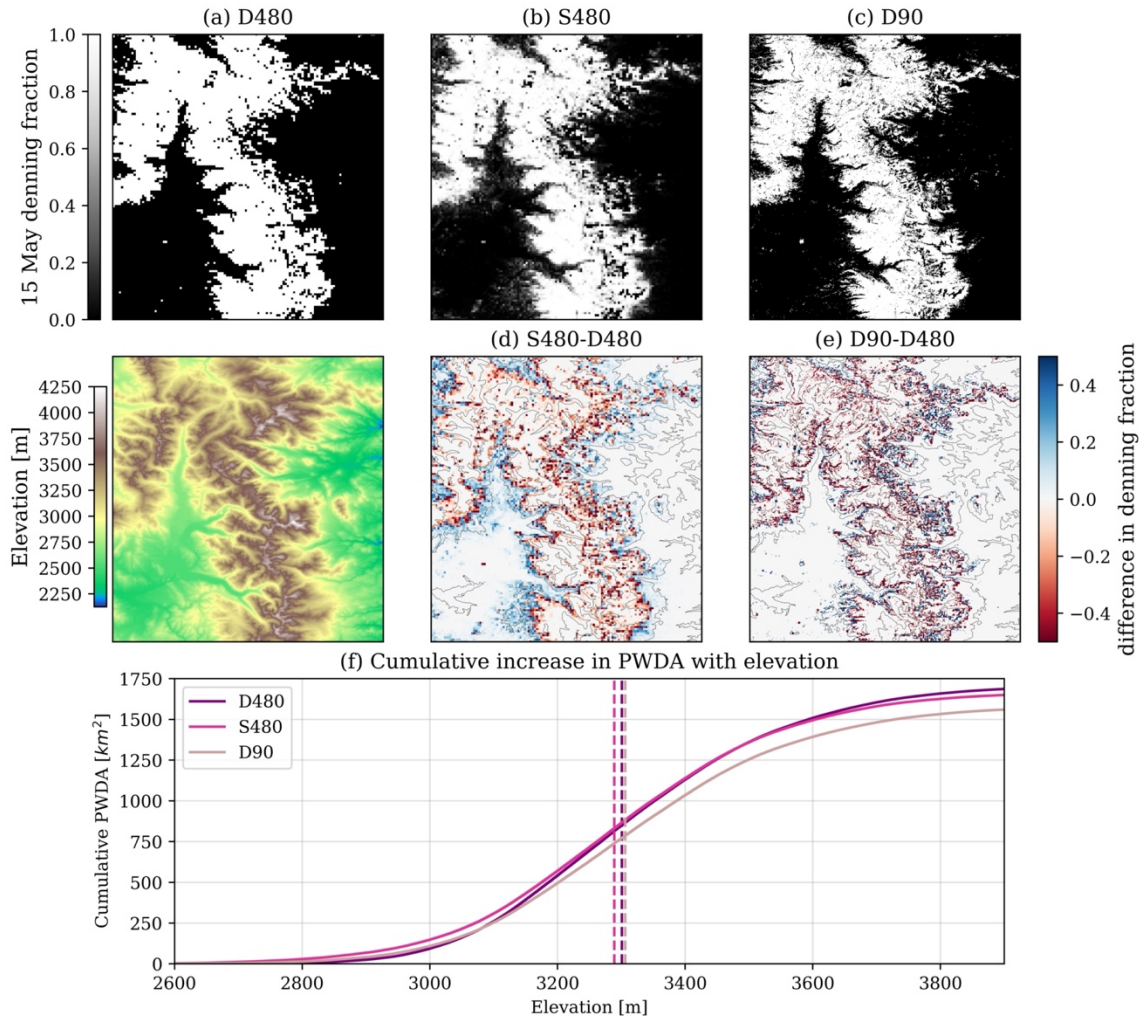 (a) D480
(b) S480
(c) D90
15 May denning fraction
1.0
0.8
0.6
0.4
0.2
0.0
(d) S480-D480
(e) D90-D480
Elevation [m]
4250
4000
3750
3500
3250
3000
2750
2500
2250
difference in denning fraction
0.4
0.2
0.0
−0.2
−0.4
(f) Cumulative increase in PWDA with elevation
Cumulative PWDA [km²]
1750
1500
1250
1000
750
500
250
0
D480
S480
D90
2600 2800 3000 3200 3400 3600 3800
Elevation [m]